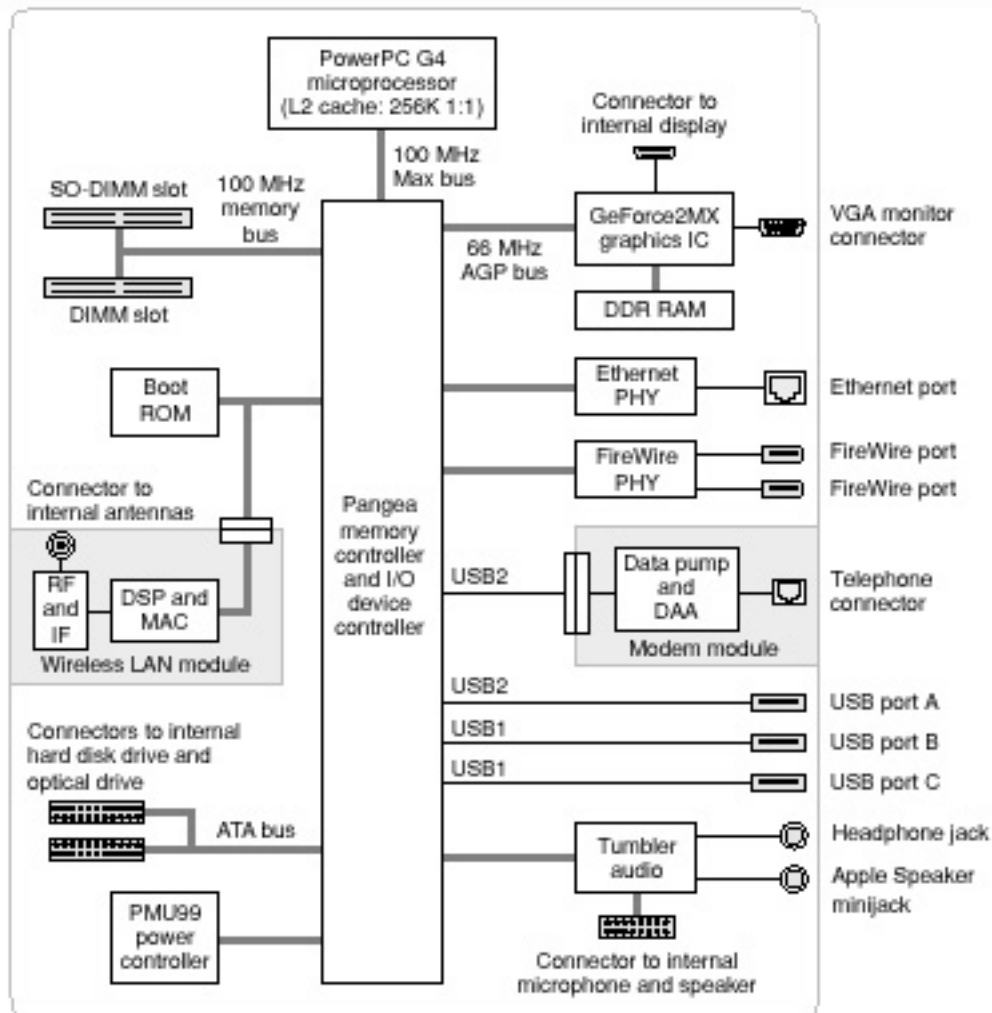 PowerPC G4
microprocessor
(L2 cache: 256K 1:1)
100 MHz
Max bus
Connector to
internal display
SO-DIMM slot
100 MHz
memory
bus
DIMM slot
GeForce2MX
graphics IC
66 MHz
AGP bus
DDR RAM
VGA monitor
connector
Boot
ROM
Ethernet
PHY
Ethernet port
FireWire
PHY
FireWire port
FireWire port
Connector to
internal antennas
RF
and
IF
DSP and
MAC
Wireless LAN module
Pangea
memory
controller
and I/O
device
controller
USB2
Data pump
and
DAA
Modem module
Telephone
connector
USB2
USB port A
USB1
USB port B
USB1
USB port C
Connectors to internal
hard disk drive and
optical drive
ATA bus
Tumbler
audio
Headphone jack
Apple Speaker
minijack
PMU99
power
controller
Connector to internal
microphone and speaker